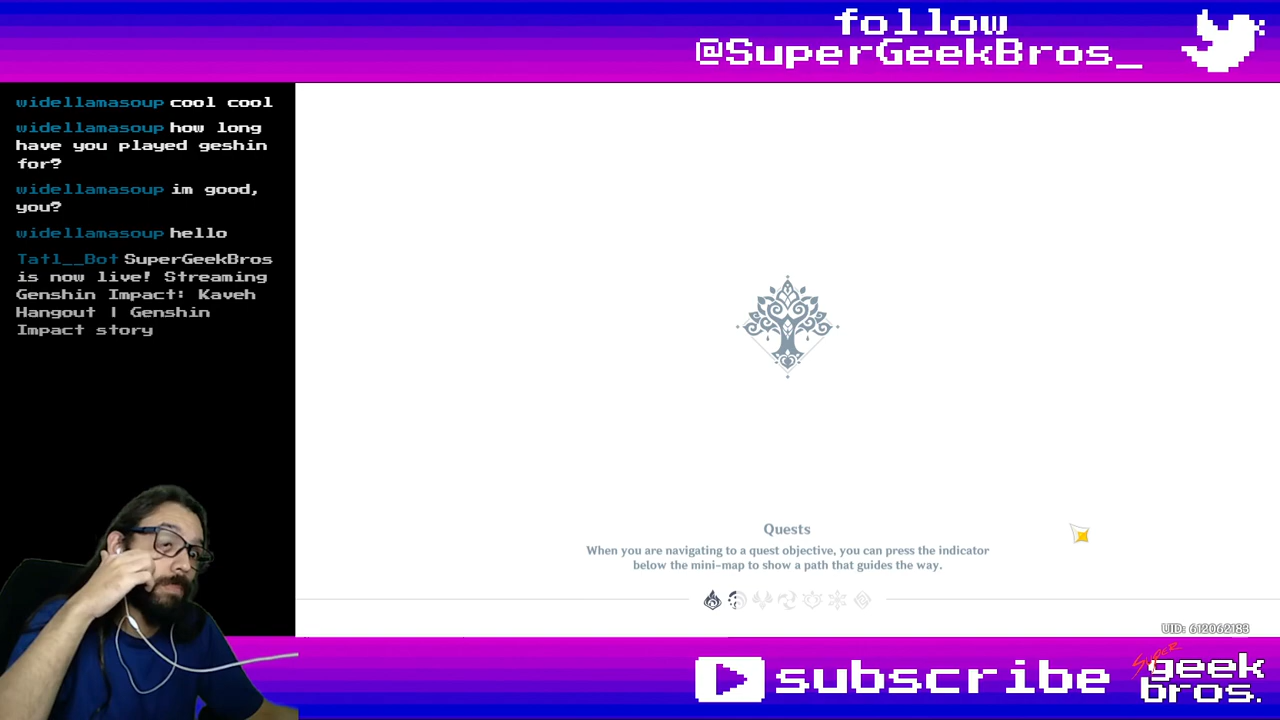 follow
@SuperGeekBros_
widellamasoup cool cool
widellamasoup how long
have you played geshin
for?
widellamasoup im good,
you?
widellamasoup hello
Tatl__Bot SuperGeekBros
is now live! Streaming
Genshin Impact: Kaveh
Hangout | Genshin
Impact story
Quests
When you are navigating to a quest objective, you can press the indicator
below the mini-map to show a path that guides the way.
UID: 612062183
subscribe
SUPER
geek
bros.